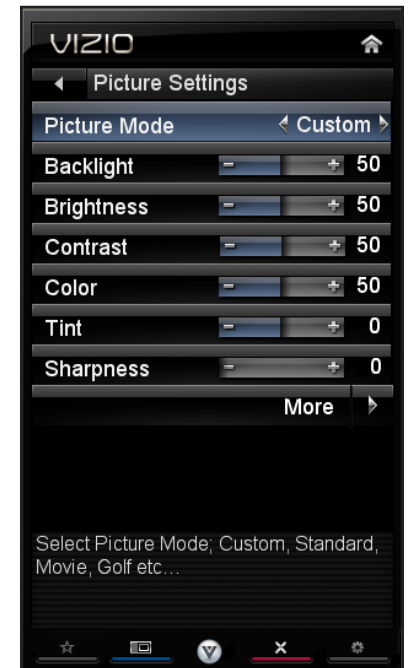 VIZIO
Picture Settings
Picture Mode Custom
Backlight - + 50
Brightness - + 50
Contrast - + 50
Color - + 50
Tint - + 0
Sharpness - + 0
More
Select Picture Mode; Custom, Standard,
Movie, Golf etc…
V